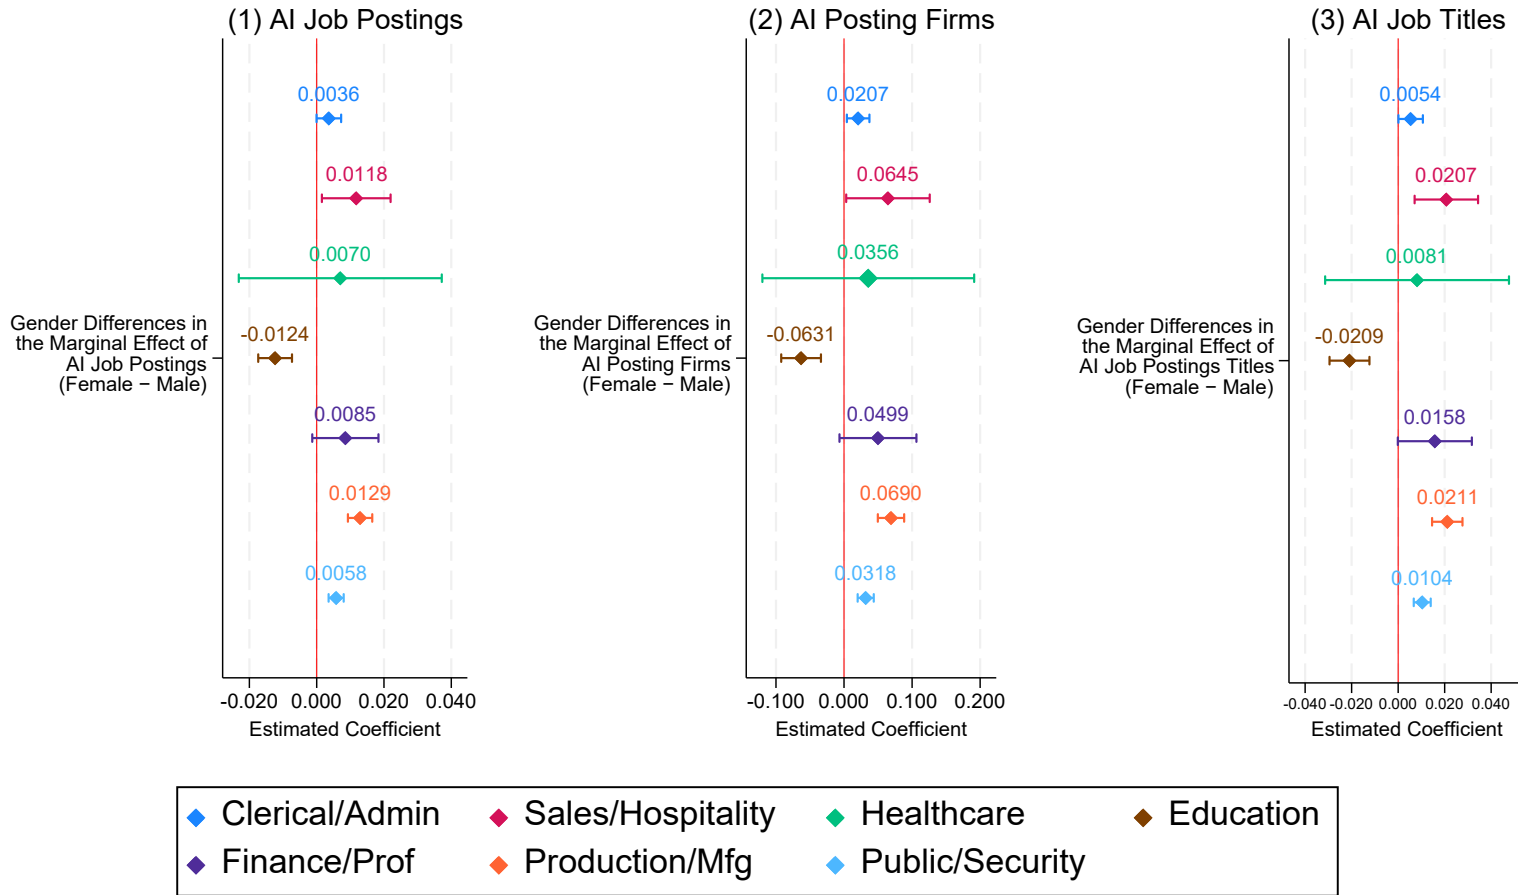 (1) AI Job Postings
0.0036
0.0118
0.0070
-0.0124
0.0085
0.0129
0.0058
Gender Differences in
the Marginal Effect of
AI Job Postings
(Female − Male)
-0.020 0.000 0.020 0.040
Estimated Coefficient
(2) AI Posting Firms
0.0207
0.0645
0.0356
-0.0631
0.0499
0.0690
0.0318
Gender Differences in
the Marginal Effect of
AI Posting Firms
(Female − Male)
-0.100 0.000 0.100 0.200
Estimated Coefficient
(3) AI Job Titles
0.0054
0.0207
0.0081
-0.0209
0.0158
0.0211
0.0104
Gender Differences in
the Marginal Effect of
AI Job Postings Titles
(Female − Male)
-0.040 -0.020 0.000 0.020 0.040
Estimated Coefficient
Clerical/Admin Sales/Hospitality Healthcare Education
Finance/Prof Production/Mfg Public/Security